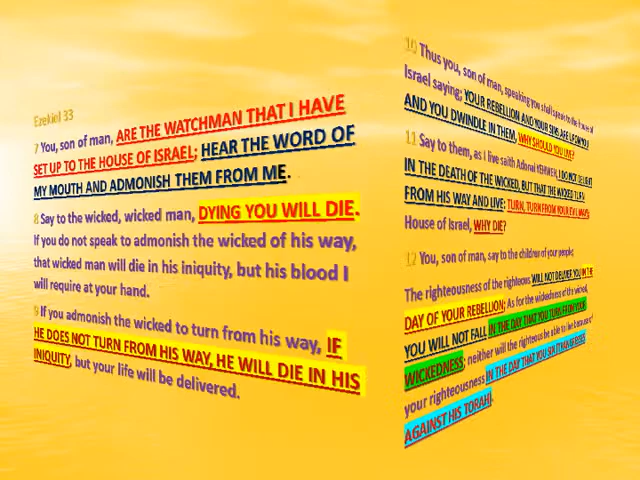 Ezekiel 33
7 You, son of man, ARE THE WATCHMAN THAT I HAVE
SET UP TO THE HOUSE OF ISRAEL; HEAR THE WORD OF
MY MOUTH AND ADMONISH THEM FROM ME.
8 Say to the wicked, wicked man, DYING YOU WILL DIE.
If you do not speak to admonish the wicked of his way,
that wicked man will die in his iniquity, but his blood I
will require at your hand.
9 If you admonish the wicked to turn from his way, IF
HE DOES NOT TURN FROM HIS WAY, HE WILL DIE IN HIS
INIQUITY, but your life will be delivered.
10 Thus you, son of man, speaking you shall speak to the house of
Israel saying; YOUR REBELLION AND YOUR SINS ARE UPON YOU
AND YOU DWINDLE IN THEM, WHY SHOULD YOU LIVE?
11 Say to them, as I live saith Adonai YEHWEH, I DO NOT DELIGHT
IN THE DEATH OF THE WICKED, BUT THAT THE WICKED TURN
FROM HIS WAY AND LIVE: TURN, TURN FROM YOUR EVIL WAYS;
House of Israel, WHY DIE?
12 You, son of man, say to the children of your people;
The righteousness of the righteous WILL NOT DELIVER YOU IN THE
DAY OF YOUR REBELLION; As for the wickedness of the wicked,
YOU WILL NOT FALL IN THE DAY THAT YOU TURN FROM YOUR
WICKEDNESS; neither will the righteous be able to live because of
your righteousness IN THE DAY THAT YOU SIN
AGAINST HIS TORAH.